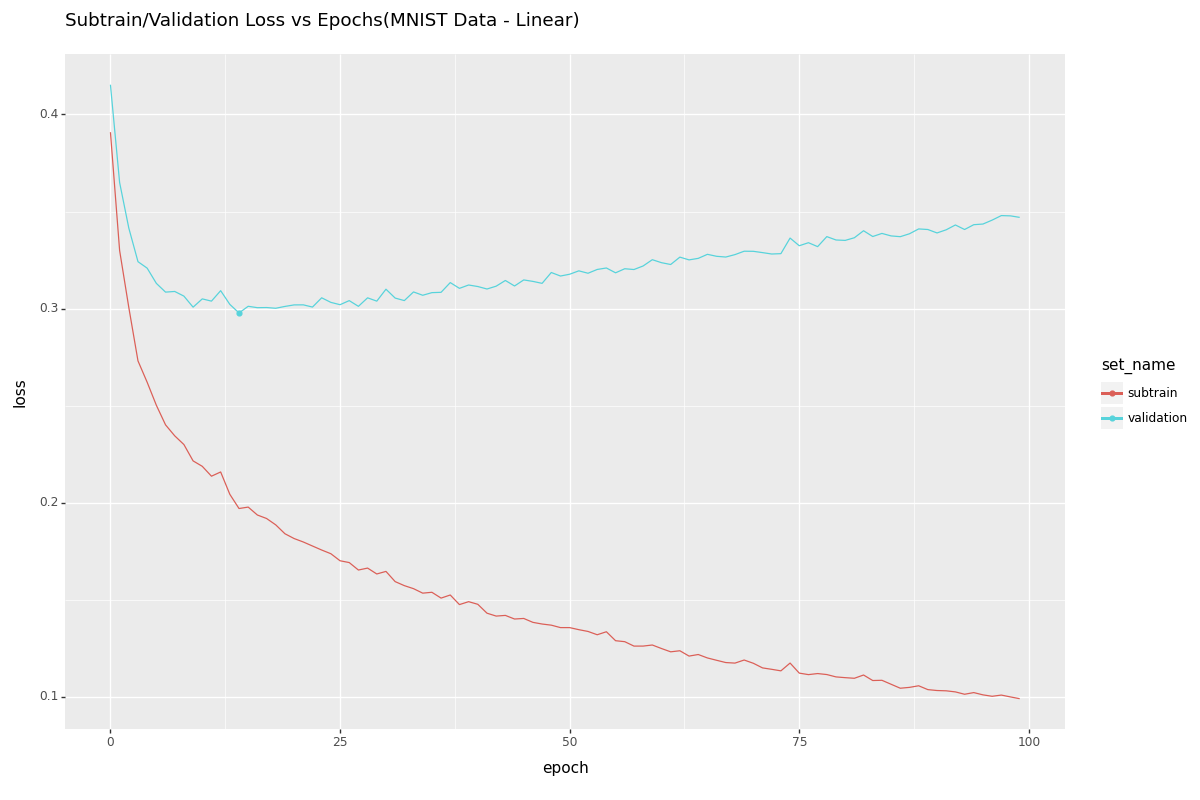 Subtrain/Validation Loss vs Epochs(MNIST Data - Linear)
0.4
0.3
0.2
0.1
loss
0 25 50 75 100
epoch
set_name
subtrain
validation